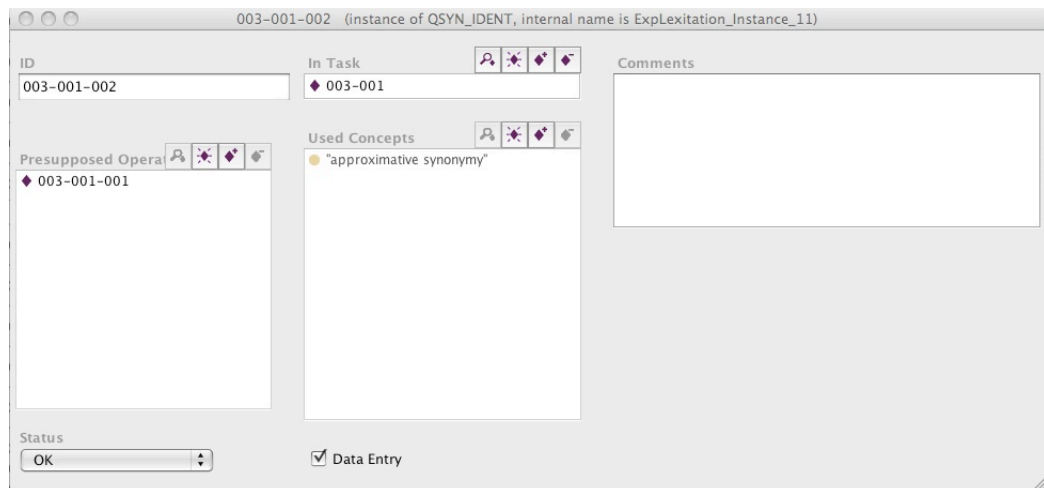 003-001-002 (instance of QSYN_IDENT, internal name is ExpLexitation_Instance_11)
ID
003-001-002
In Task
003-001
Comments
Presupposed Operat
003-001-001
Used Concepts
"approximative synonymy"
Status
OK
Data Entry